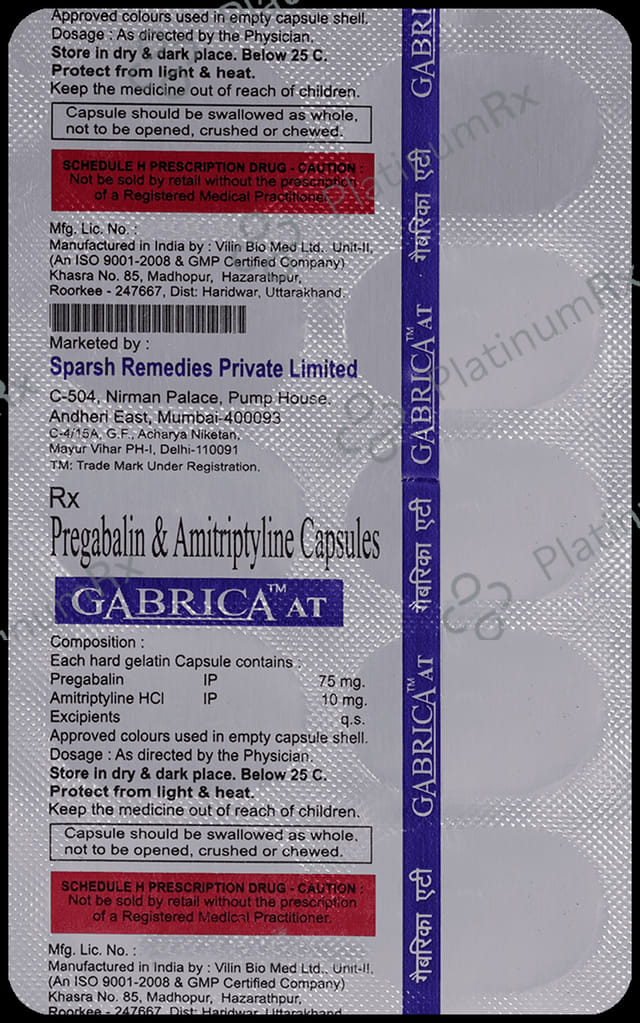 Approved colours used in empty capsule shell.
Dosage : As directed by the Physician.
Store in dry & dark place. Below 25 C.
Protect from light & heat.
Keep the medicine out of reach of children.
Capsule should be swallowed as whole,
not to be opened, crushed or chewed.
SCHEDULE H PRESCRIPTION DRUG - CAUTION :
Not be sold by retail without the prescription
of a Registered Medical Practitioner.
Mfg. Lic. No. :
Manufactured in India by : Vilin Bio Med Ltd. Unit-II,
(An ISO 9001-2008 & GMP Certified Company)
Khasra No. 85, Madhopur, Hazarathpur,
Roorkee - 247667, Dist: Haridwar, Uttarakhand.
Marketed by :
Sparsh Remedies Private Limited
C-504, Nirman Palace, Pump House,
Andheri East, Mumbai-400093
C-4/15A, G.F., Acharya Niketan,
Mayur Vihar PH-I, Delhi-110091
TM: Trade Mark Under Registration.
Rx
Pregabalin & Amitriptyline Capsules
GABRICA™ AT
Composition :
Each hard gelatin Capsule contains :
Pregabalin IP 75 mg.
Amitriptyline HCl IP 10 mg.
Excipients q.s.
Approved colours used in empty capsule shell.
Dosage : As directed by the Physician.
Store in dry & dark place. Below 25 C.
Protect from light & heat.
Keep the medicine out of reach of children.
Capsule should be swallowed as whole,
not to be opened, crushed or chewed.
SCHEDULE H PRESCRIPTION DRUG - CAUTION :
Not be sold by retail without the prescription
of a Registered Medical Practitioner.
Mfg. Lic. No. :
Manufactured in India by : Vilin Bio Med Ltd., Unit-II,
(An ISO 9001-2008 & GMP Certified Company)
Khasra No. 85, Madhopur, Hazarathpur,
Roorkee - 247667, Dist: Haridwar, Uttarakhand.
GABRI
गैबरिका एटी
GABRICA™ AT
गैबरिका एटी
GABRICA™ AT
गैबरिका एटी
PlatinumRx
PlatinumRx
PlatinumRx